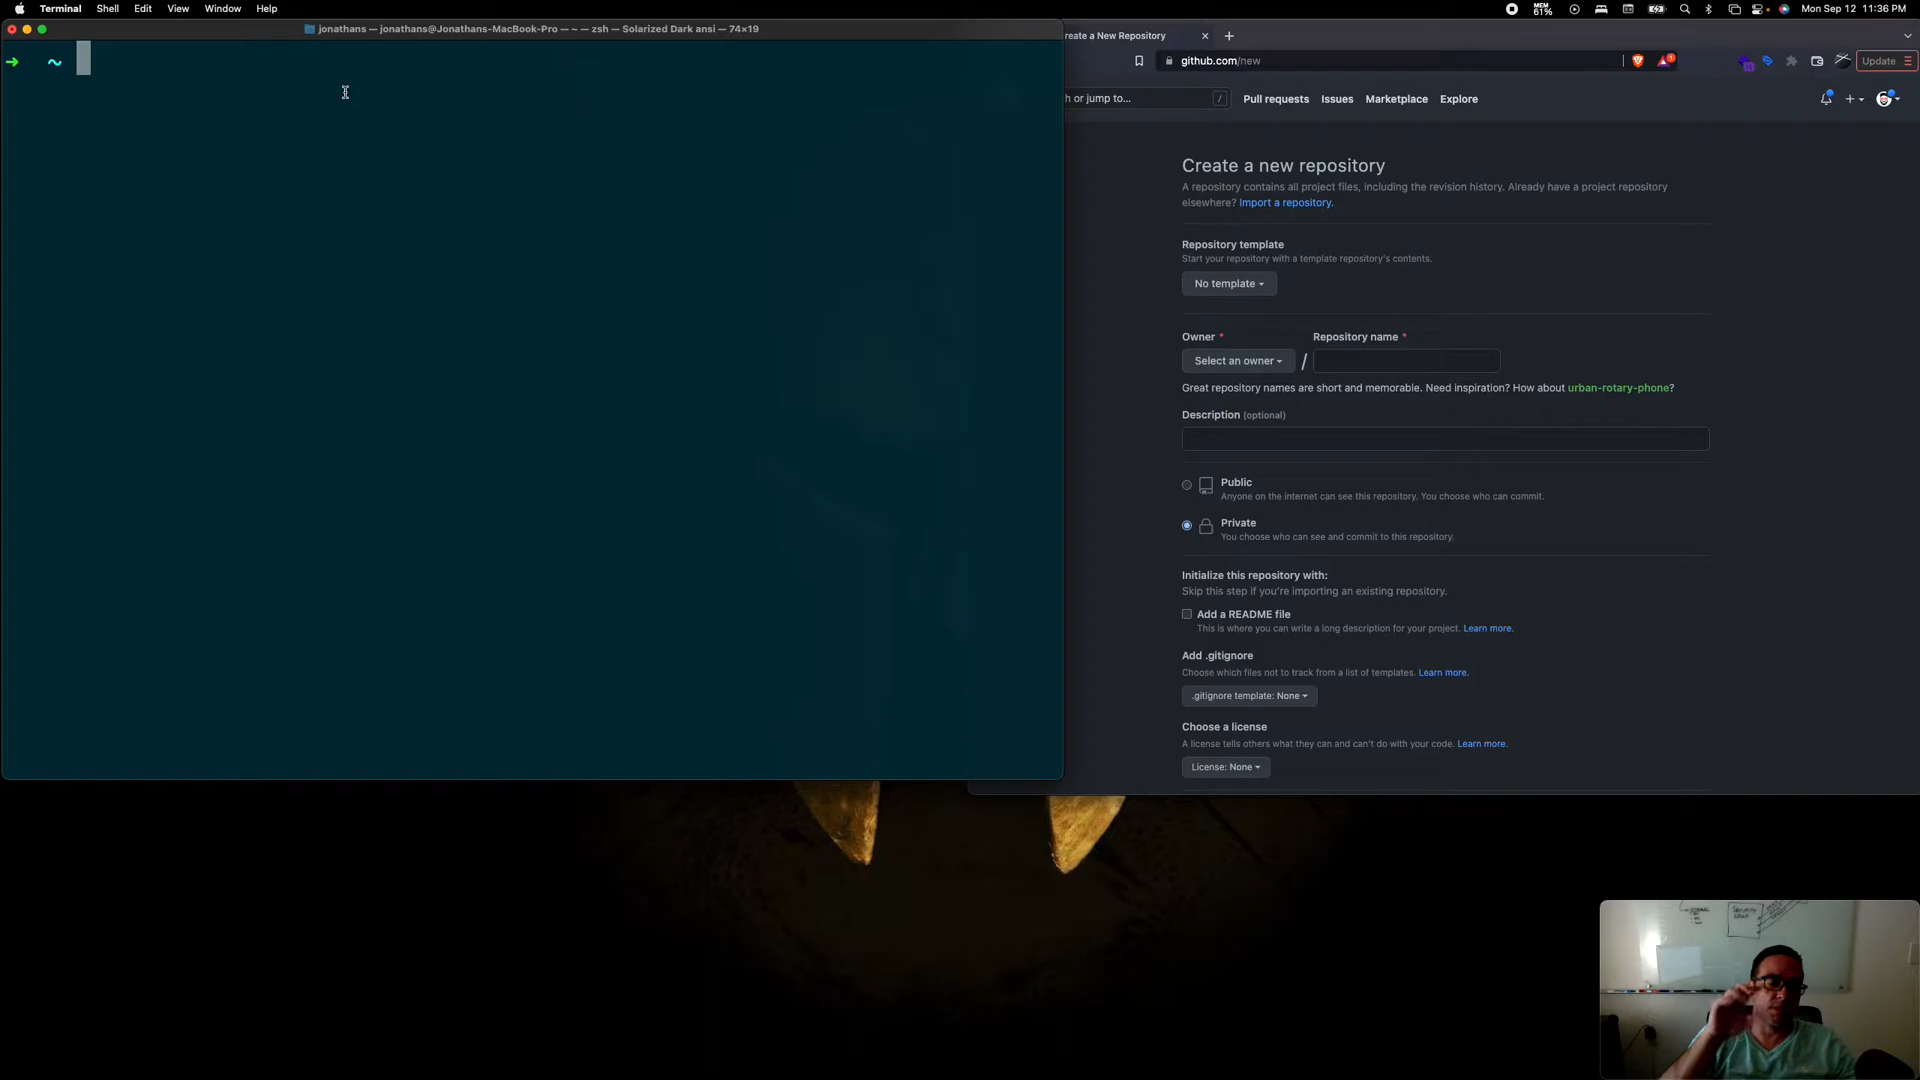 Terminal Shell Edit View Window Help
MEM
61%
Mon Sep 12 11:36 PM
jonathans — jonathans@Jonathans-MacBook-Pro — ~ — zsh — Solarized Dark ansi — 74×19
➜ ~
reate a New Repository
github.com/new
1
Update
h or jump to...
/
Pull requests Issues Marketplace Explore
Create a new repository
A repository contains all project files, including the revision history. Already have a project repository
elsewhere? Import a repository.
Repository template
Start your repository with a template repository's contents.
No template
Owner * Repository name *
Select an owner /
Great repository names are short and memorable. Need inspiration? How about urban-rotary-phone?
Description (optional)
Public
Anyone on the internet can see this repository. You choose who can commit.
Private
You choose who can see and commit to this repository.
Initialize this repository with:
Skip this step if you're importing an existing repository.
Add a README file
This is where you can write a long description for your project. Learn more.
Add .gitignore
Choose which files not to track from a list of templates. Learn more.
.gitignore template: None
Choose a license
A license tells others what they can and can't do with your code. Learn more.
License: None